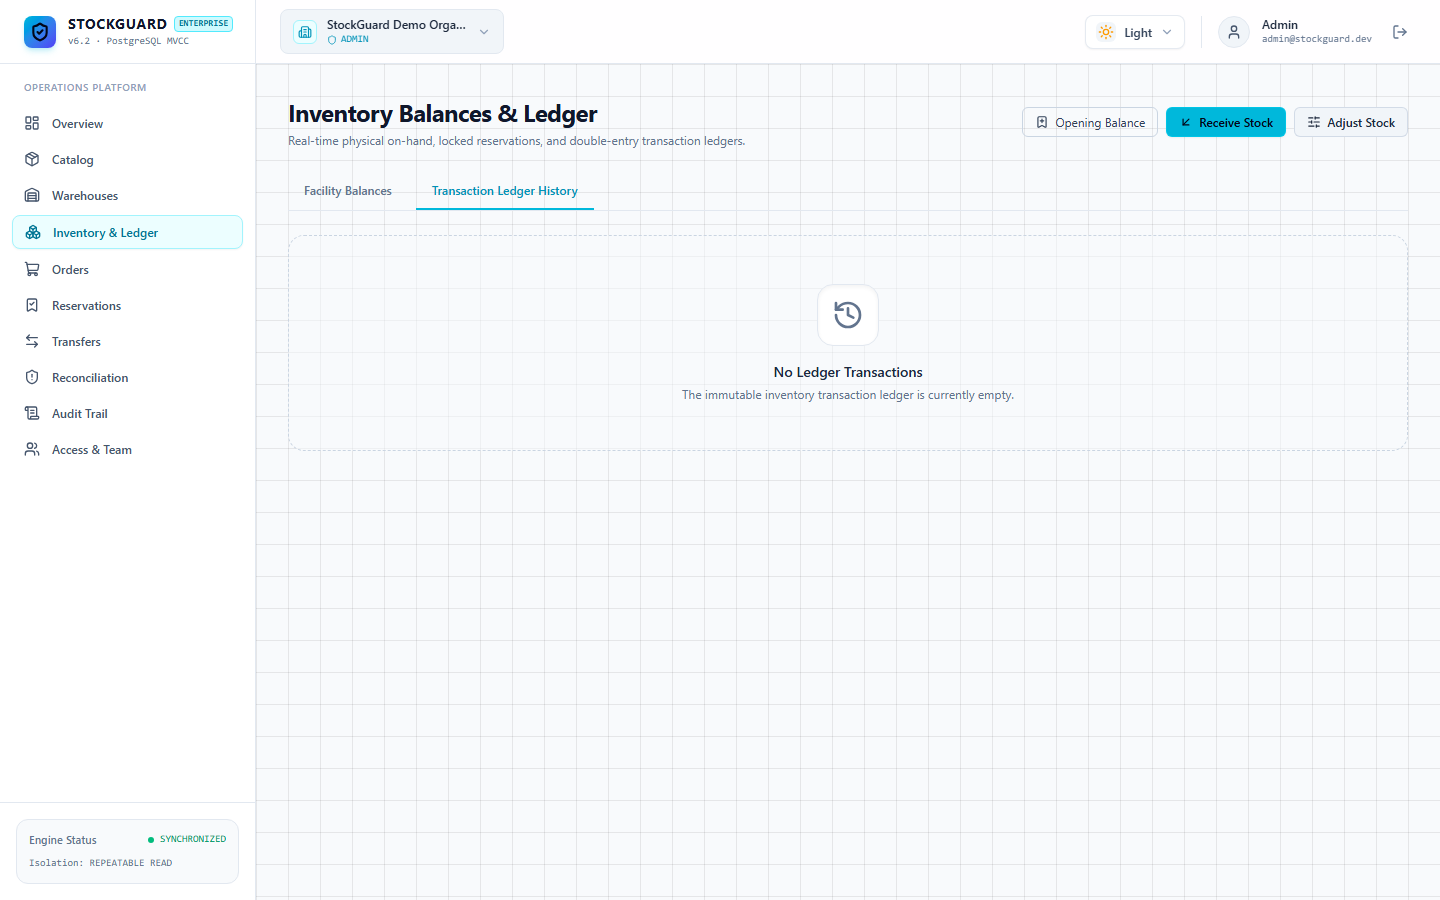 STOCKGUARD ENTERPRISE
v6.2 · PostgreSQL MVCC
StockGuard Demo Orga...
ADMIN
Light
Admin
admin@stockguard.dev
OPERATIONS PLATFORM
Overview
Catalog
Warehouses
Inventory & Ledger
Orders
Reservations
Transfers
Reconciliation
Audit Trail
Access & Team
Engine Status
SYNCHRONIZED
Isolation: REPEATABLE READ
Inventory Balances & Ledger
Real-time physical on-hand, locked reservations, and double-entry transaction ledgers.
Opening Balance
Receive Stock
Adjust Stock
Facility Balances
Transaction Ledger History
No Ledger Transactions
The immutable inventory transaction ledger is currently empty.